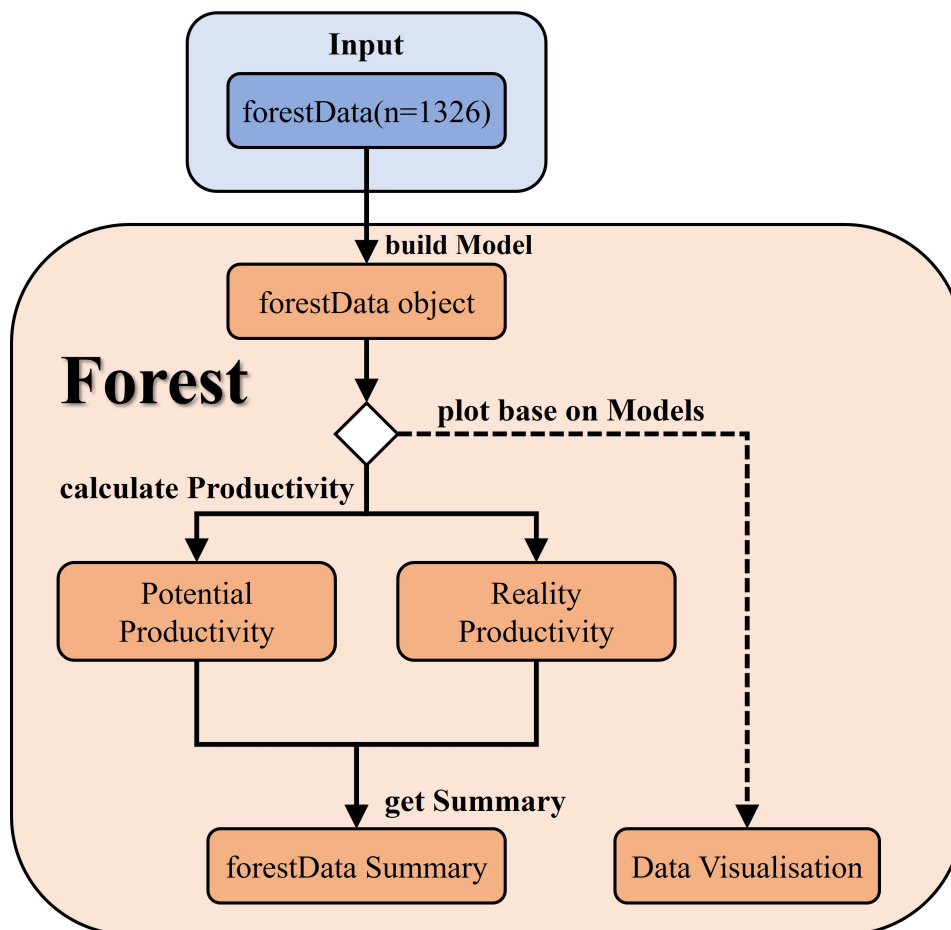 Input
forestData(n=1326)
build Model
forestData object
Forest
plot base on Models
calculate Productivity
Potential
Productivity
Reality
Productivity
get Summary
forestData Summary
Data Visualisation